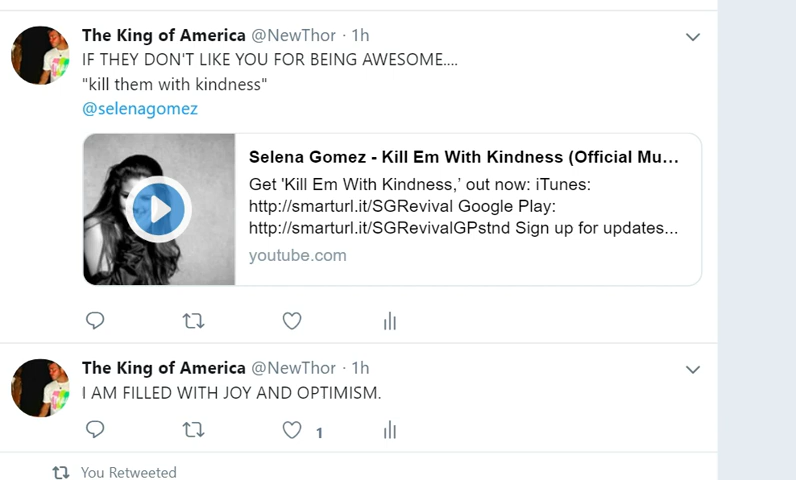 The King of America @NewThor · 1h
IF THEY DON'T LIKE YOU FOR BEING AWESOME....
"kill them with kindness"
@selenagomez
Selena Gomez - Kill Em With Kindness (Official Mu...
Get 'Kill Em With Kindness,' out now: iTunes:
http://smarturl.it/SGRevival Google Play:
http://smarturl.it/SGRevivalGPstnd Sign up for updates...
youtube.com
The King of America @NewThor · 1h
I AM FILLED WITH JOY AND OPTIMISM.
1
You Retweeted